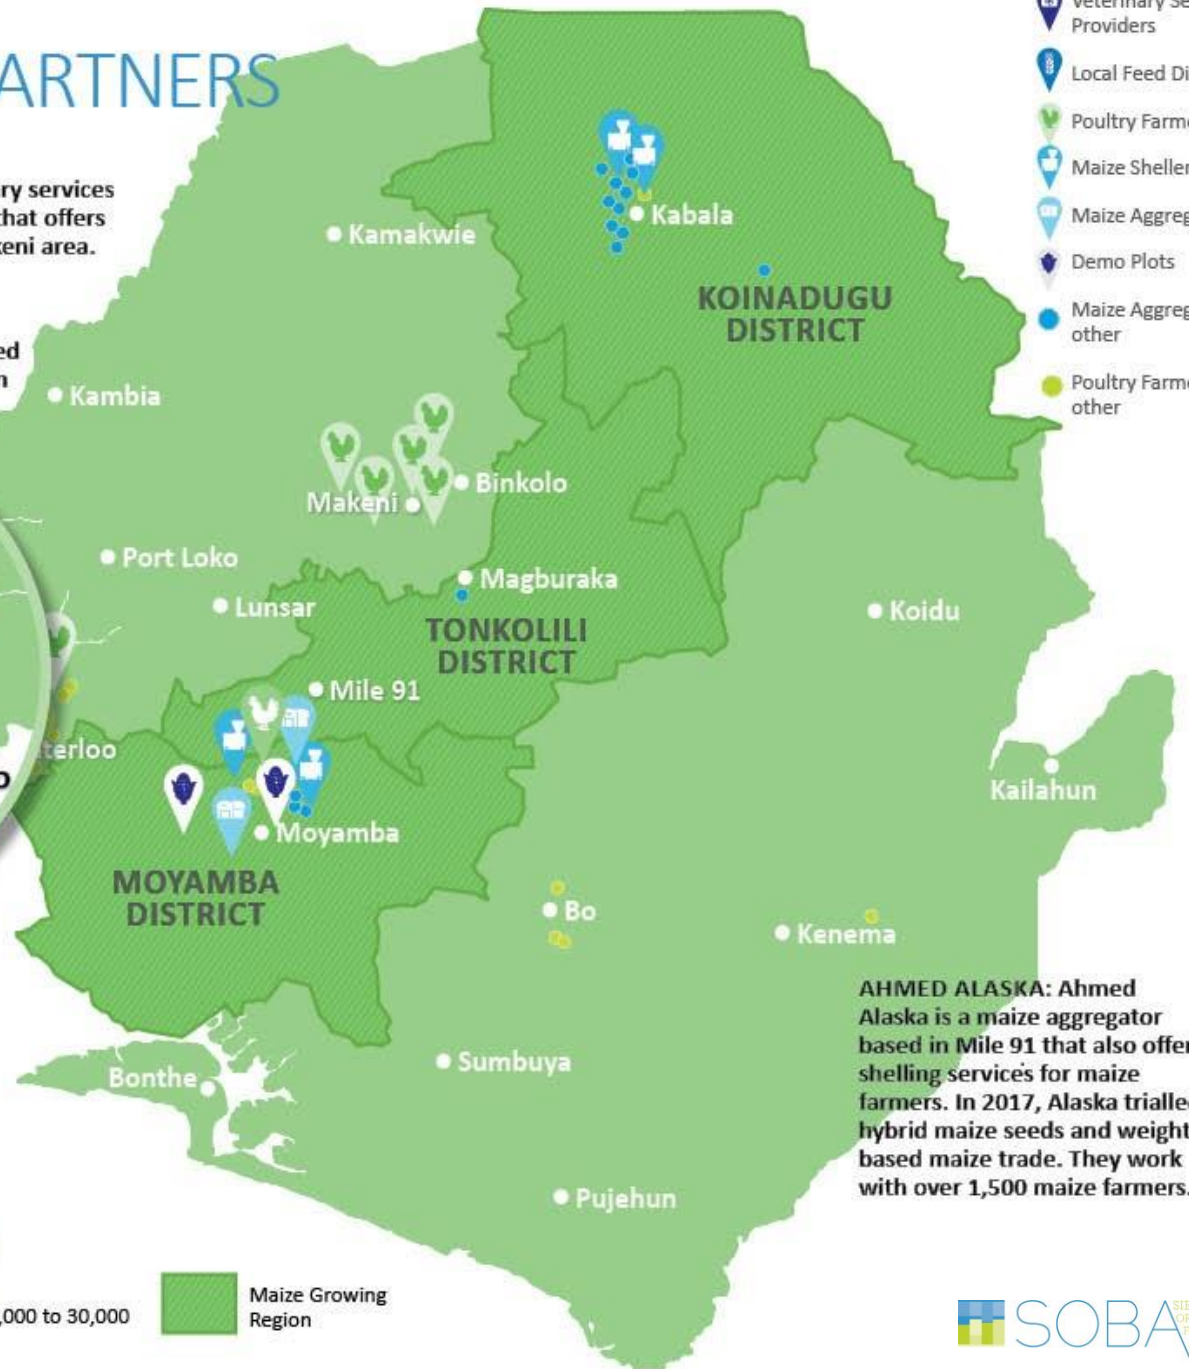 ARTNERS
ry services
that offers
eni area.
ed
Kamakwie
Kabala
KOINADUGU
DISTRICT
Kambia
Binkolo
Makeni
Port Loko
Magburaka
Lunsar
TONKOLILI
DISTRICT
Koidu
Mile 91
terloo
Kailahun
Moyamba
MOYAMBA
DISTRICT
Bo
Kenema
Sumbuya
Bonthe
Pujehun
Providers
Local Feed Di
Poultry Farme
Maize Sheller
Maize Aggreg
Demo Plots
Maize Aggreg
other
Poultry Farme
other
AHMED ALASKA: Ahmed
Alaska is a maize aggregator
based in Mile 91 that also offer
shelling services for maize
farmers. In 2017, Alaska trialle
hybrid maize seeds and weight
based maize trade. They work
with over 1,500 maize farmers.
,000 to 30,000
Maize Growing
Region
SOBA